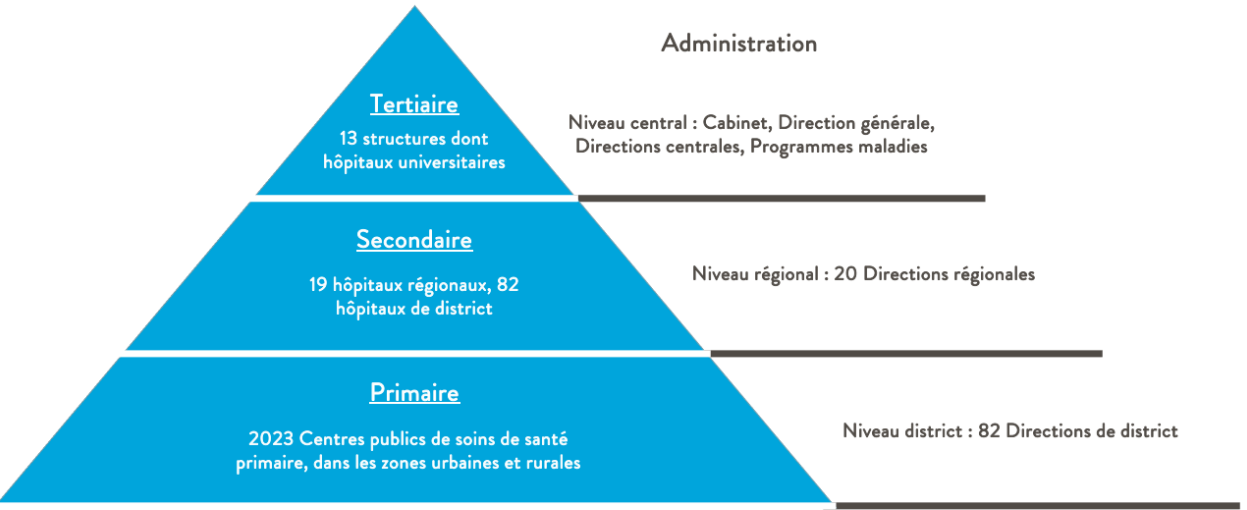 Administration
Tertiaire
13 structures dont
hôpitaux universitaires
Niveau central : Cabinet, Direction générale,
Directions centrales, Programmes maladies
Secondaire
19 hôpitaux régionaux, 82
hôpitaux de district
Niveau régional : 20 Directions régionales
Primaire
2023 Centres publics de soins de santé
primaire, dans les zones urbaines et rurales
Niveau district : 82 Directions de district